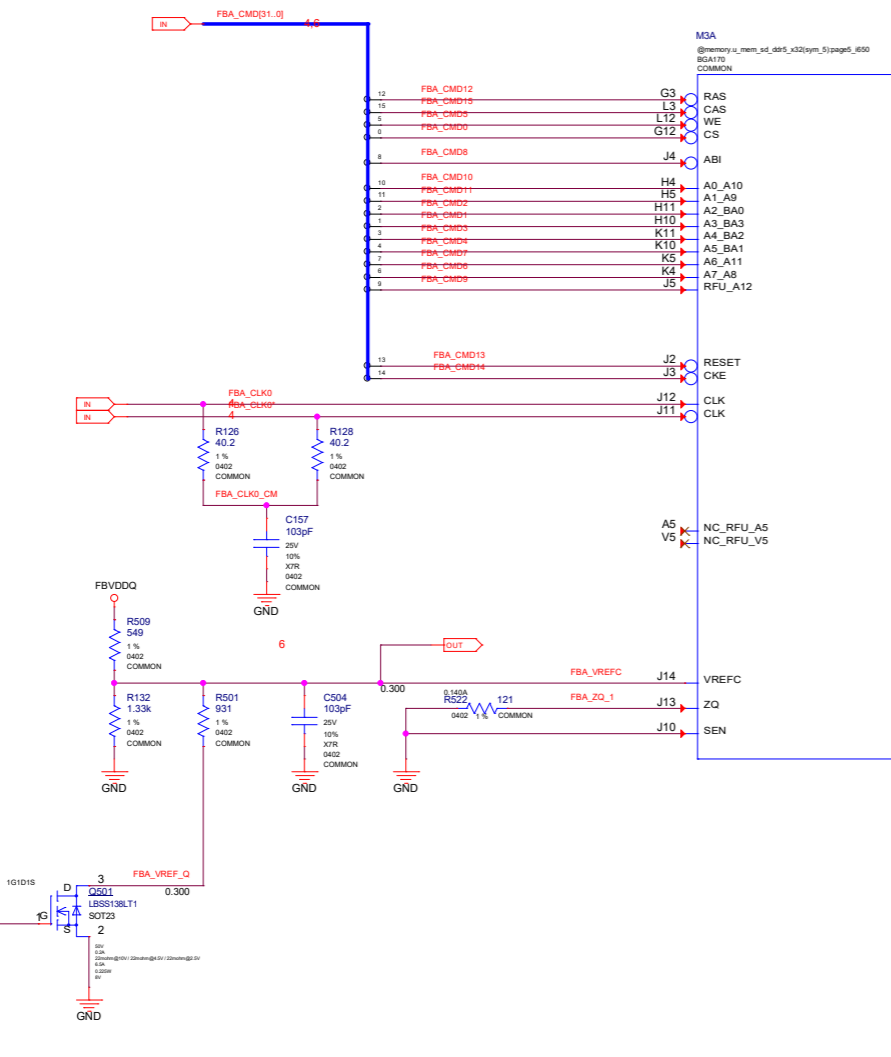 FBA_CMD[31..0]
IN
4,6
M3A
@memory.u_mem_sd_ddr5_x32(sym_5):page5_i650
BGA170
COMMON
12 FBA_CMD12 G3 RAS
15 FBA_CMD15 L3 CAS
5 FBA_CMD5 L12 WE
0 FBA_CMD0 G12 CS
8 FBA_CMD8 J4 ABI
10 FBA_CMD10 H4 A0_A10
11 FBA_CMD11 H5 A1_A9
2 FBA_CMD2 H11 A2_BA0
1 FBA_CMD1 H10 A3_BA3
3 FBA_CMD3 K11 A4_BA2
4 FBA_CMD4 K10 A5_BA1
7 FBA_CMD7 K5 A6_A11
6 FBA_CMD6 K4 A7_A8
9 FBA_CMD9 J5 RFU_A12
13 FBA_CMD13 J2 RESET
14 FBA_CMD14 J3 CKE
IN FBA_CLK0 4 J12 CLK
IN FBA_CLK0* 4 J11 CLK
R126
40.2
1 %
0402
COMMON
R128
40.2
1 %
0402
COMMON
FBA_CLK0_CM
C157
103pF
25V
10%
X7R
0402
COMMON
GND
A5 NC_RFU_A5
V5 NC_RFU_V5
FBVDDQ
R509
549
1 %
0402
COMMON
6
OUT
0.300
FBA_VREFC J14 VREFC
R132
1.33k
1 %
0402
COMMON
GND
R501
931
1 %
0402
COMMON
C504
103pF
25V
10%
X7R
0402
COMMON
GND
0.140A
R522 121
0402 1 % COMMON
FBA_ZQ_1 J13 ZQ
J10 SEN
GND
1G1D1S
FBA_VREF_Q
0.300
3
D
Q501
LBSS138LT1
SOT23
1 G
S
2
50V
0.2A
0.225W
GND